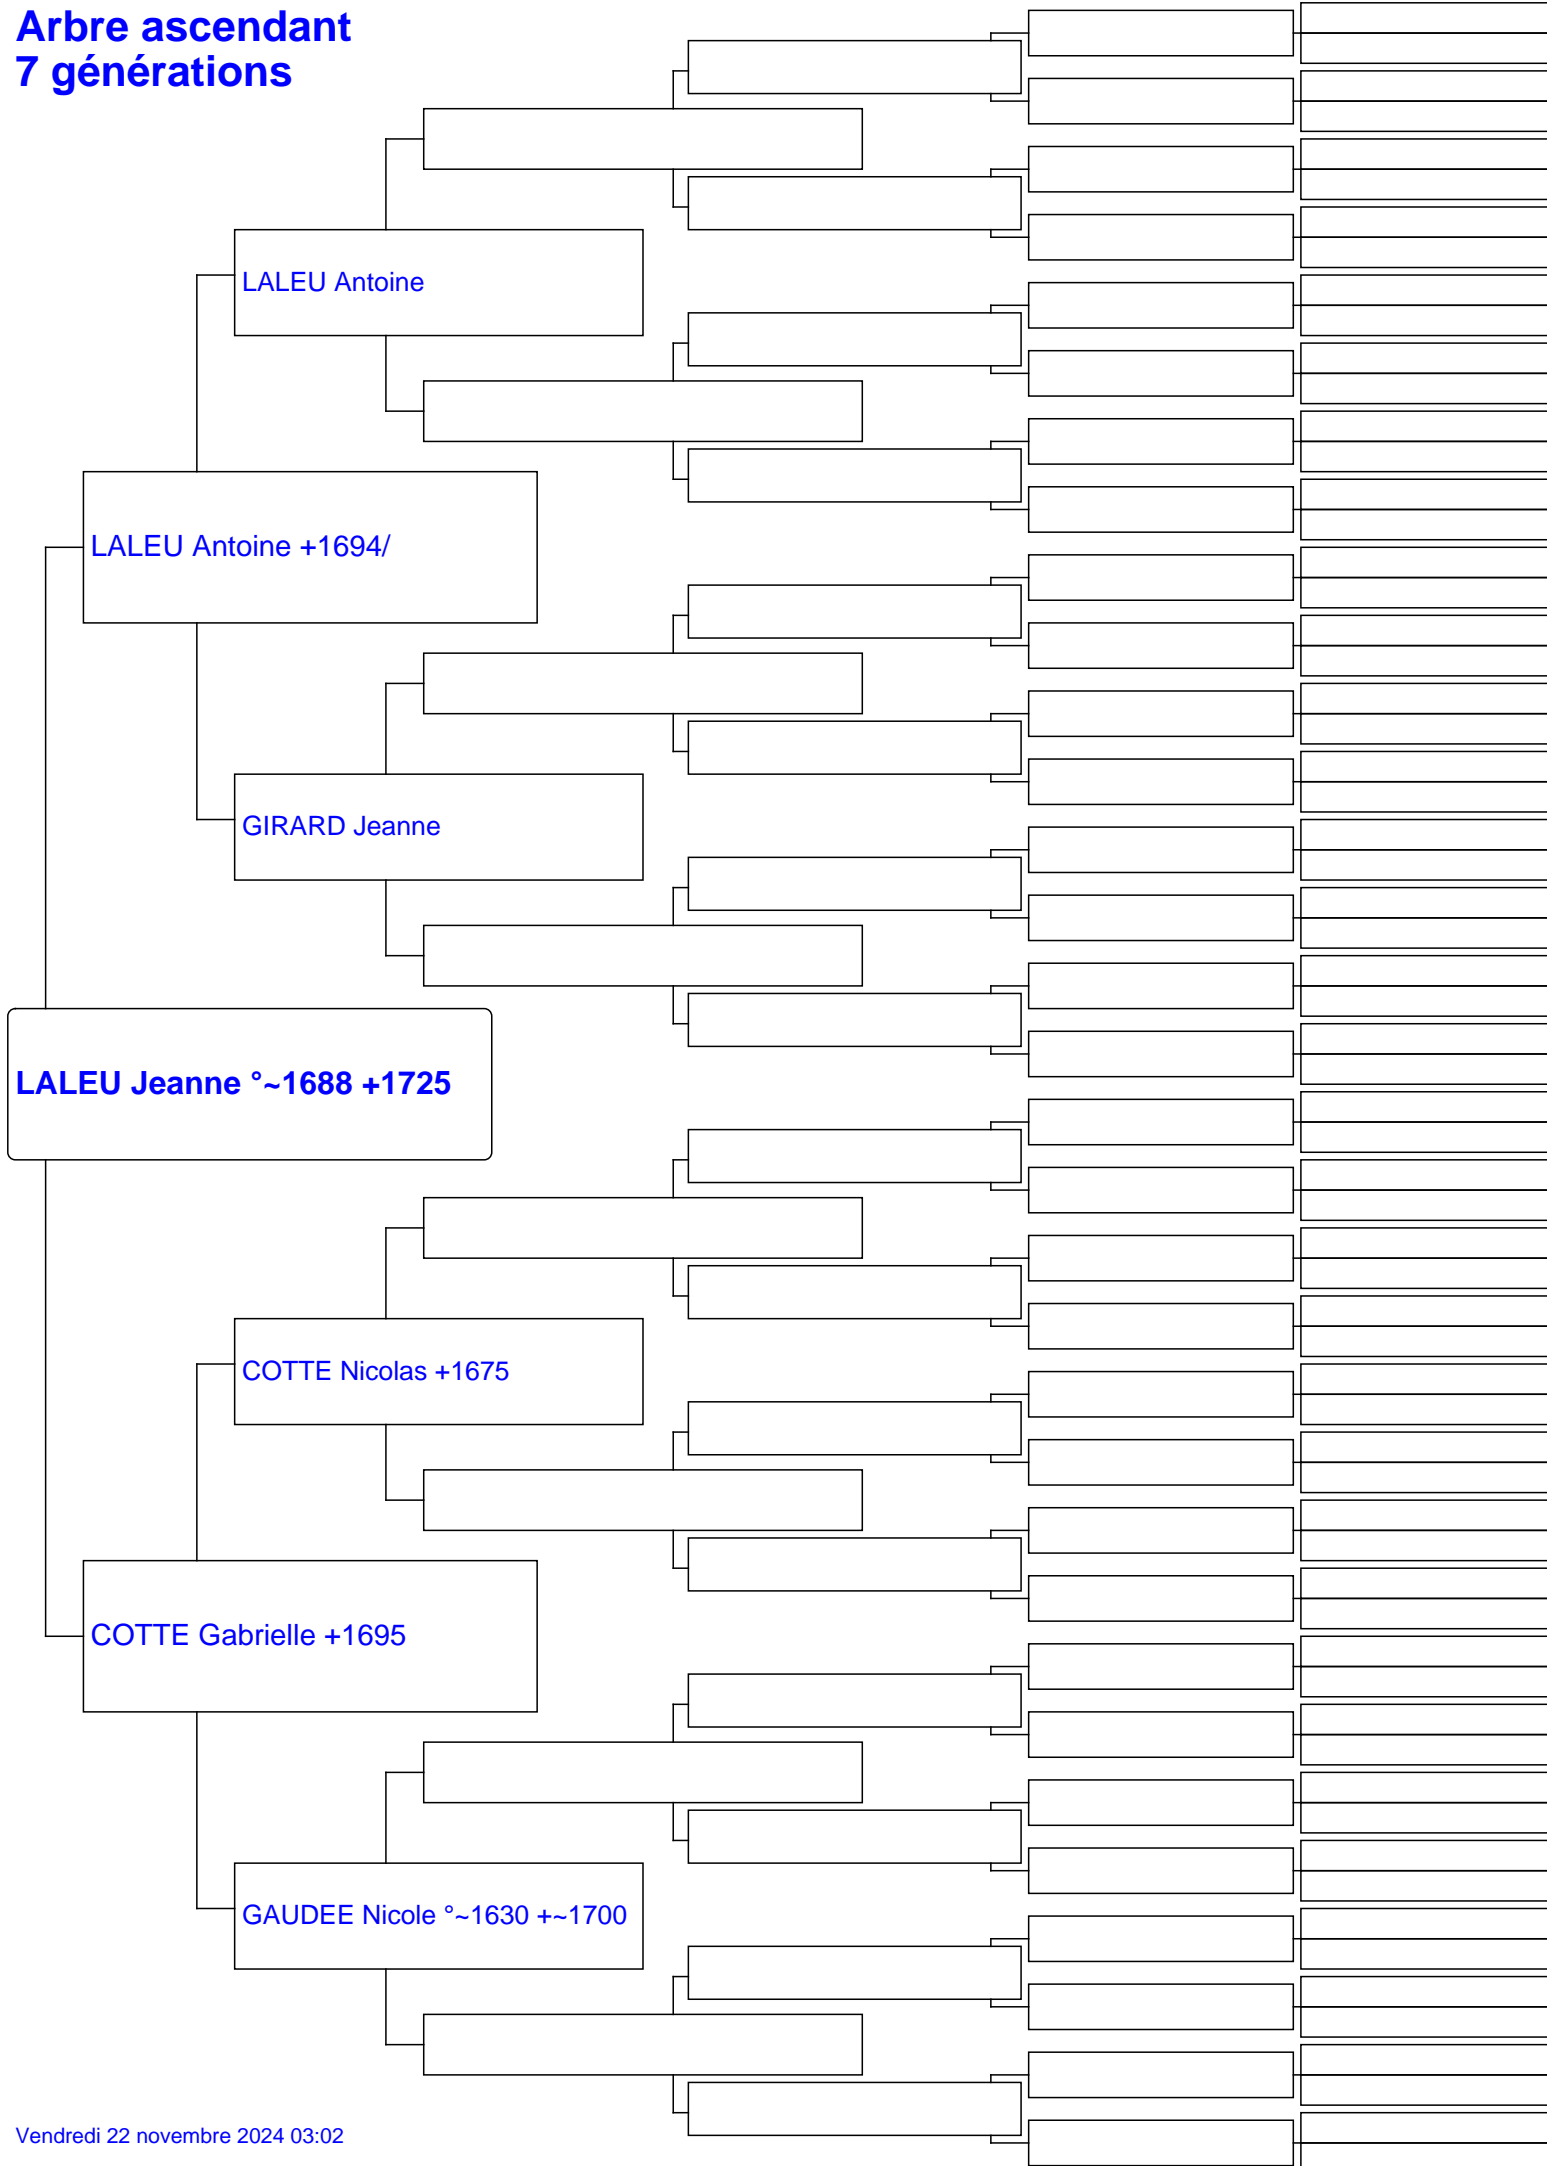 Arbre ascendant
7 générations
LALEU Antoine
LALEU Antoine +1694/
GIRARD Jeanne
LALEU Jeanne °~1688 +1725
COTTE Nicolas +1675
COTTE Gabrielle +1695
GAUDEE Nicole °~1630 +~1700
Vendredi 22 novembre 2024 03:02